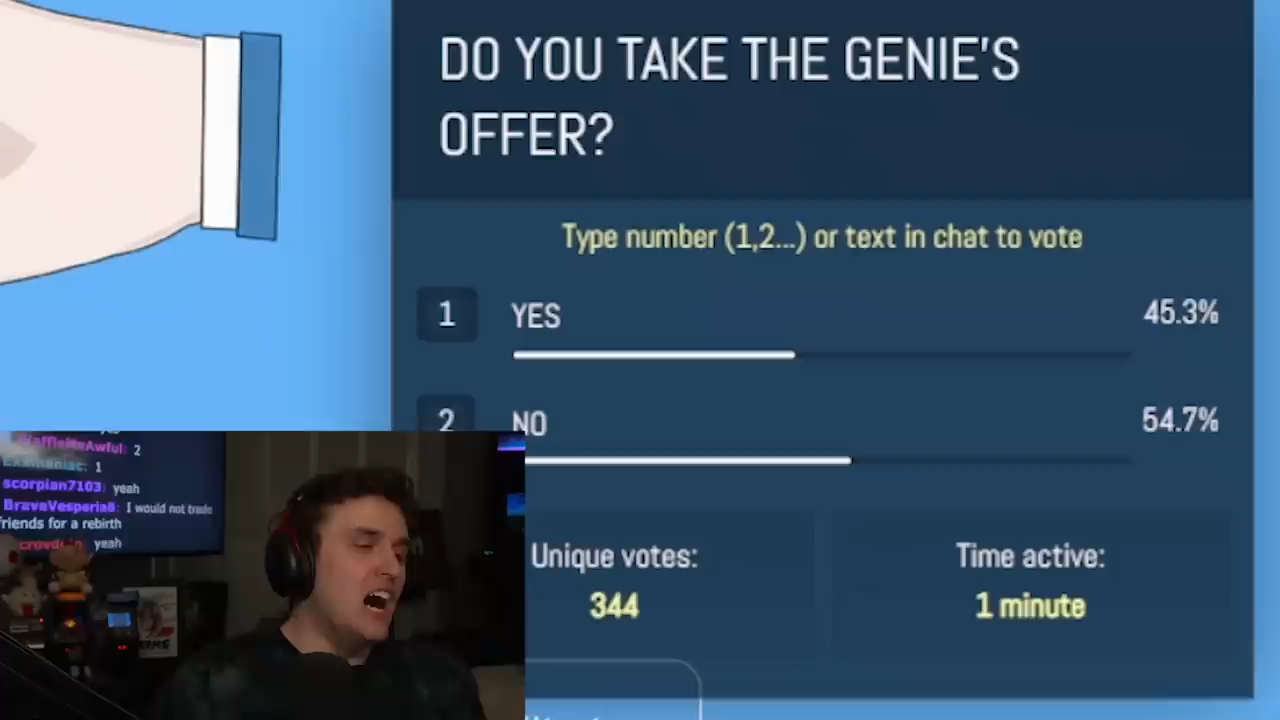 DO YOU TAKE THE GENIE'S
OFFER?
Type number (1,2...) or text in chat to vote
1 YES 45.3%
2 NO 54.7%
Unique votes:
344
Time active:
1 minute
: 2
: 1
scorpian7103: yeah
BraveVesperia8: I would not trade
friends for a rebirth
yeah